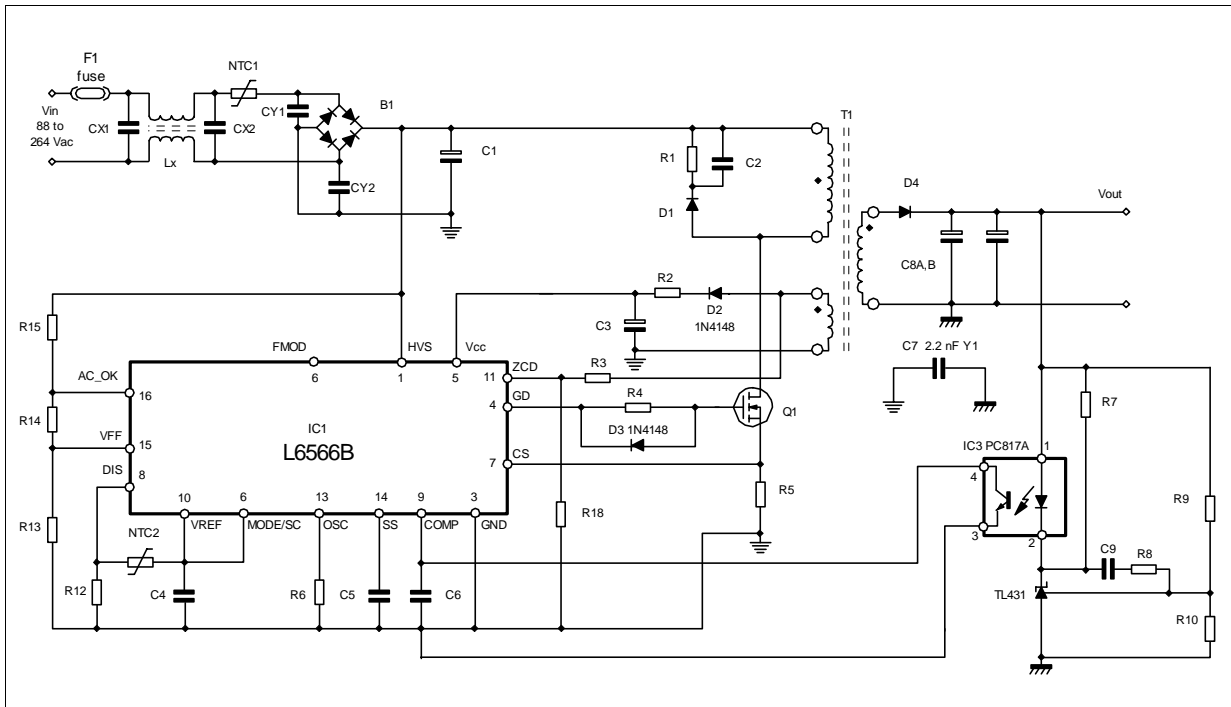 F1
fuse
NTC1
Vin
88 to
264 Vac
CX1
Lx
CX2
CY1
B1
CY2
C1
R1
C2
D1
T1
D4
Vout
C8A,B
R2
D2
1N4148
C3
C7 2.2 nF Y1
R15
FMOD
HVS
Vcc
6
1
5
ZCD
11
R3
AC_OK
16
GD
4
R4
Q1
R14
VFF
15
IC1
L6566B
D3 1N4148
DIS
8
CS
7
R5
R13
10
6
13
14
9
3
VREF
MODE/SC
OSC
SS
COMP
GND
R18
NTC2
R12
C4
R6
C5
C6
R7
IC3 PC817A
1
4
3
2
R9
C9
R8
TL431
R10